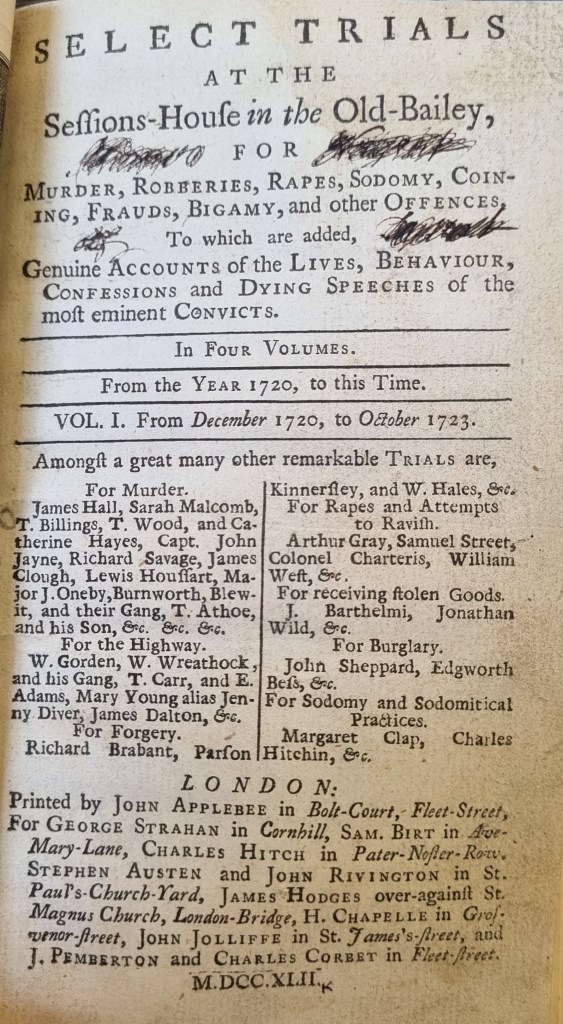 SELECT TRIALS
AT THE
Seſſions-Houſe in the Old-Bailey,
FOR
MURDER, ROBBERIES, RAPES, SODOMY, COIN-
ING, FRAUDS, BIGAMY, and other OFFENCES.
To which are added,
Genuine ACCOUNTS of the LIVES, BEHAVIOUR,
CONFESSIONS and DYING SPEECHES of the
moſt eminent CONVICTS.
In FOUR VOLUMES.
From the YEAR 1720, to this Time.
VOL. I. From December 1720, to October 1723.
Amongſt a great many other remarkable TRIALS are,
For Murder.
James Hall, Sarah Malcomb,
T. Billings, T. Wood, and Ca-
therine Hayes, Capt. John
Jayne, Richard Savage, James
Clough, Lewis Houſſart, Ma-
jor J. Oneby, Burnworth, Blew-
it, and their Gang, T. Athoe,
and his Son, &c. &c. &c.
For the Highway.
W. Gorden, W. Wreathock,
and his Gang, T. Carr, and E.
Adams, Mary Young alias Jen-
ny Diver, James Dalton, &c.
For Forgery.
Richard Brabant, Parſon
Kinnerſley, and W. Hales, &c.
For Rapes and Attempts
to Raviſh.
Arthur Gray, Samuel Street,
Colonel Charteris, William
Weſt, &c.
For receiving ſtolen Goods.
J. Barthelmi, Jonathan
Wild, &c.
For Burglary.
John Sheppard, Edgworth
Beſs, &c.
For Sodomy and Sodomitical
Practices.
Margaret Clap, Charles
Hitchin, &c.
LONDON:
Printed by JOHN APPLEBEE in Bolt-Court, Fleet-Street,
For GEORGE STRAHAN in Cornhill, SAM. BIRT in Ave-
Mary-Lane, CHARLES HITCH in Pater-Noſter-Row.
STEPHEN AUSTEN and JOHN RIVINGTON in St.
Paul's-Church-Yard, JAMES HODGES over-againſt St.
Magnus Church, London-Bridge, H. CHAPELLE in Groſ-
venor-ſtreet, JOHN JOLLIFFE in St. James's-ſtreet, and
J. PEMBERTON and CHARLES CORBET in Fleet-ſtreet.
M.DCC.XLII.